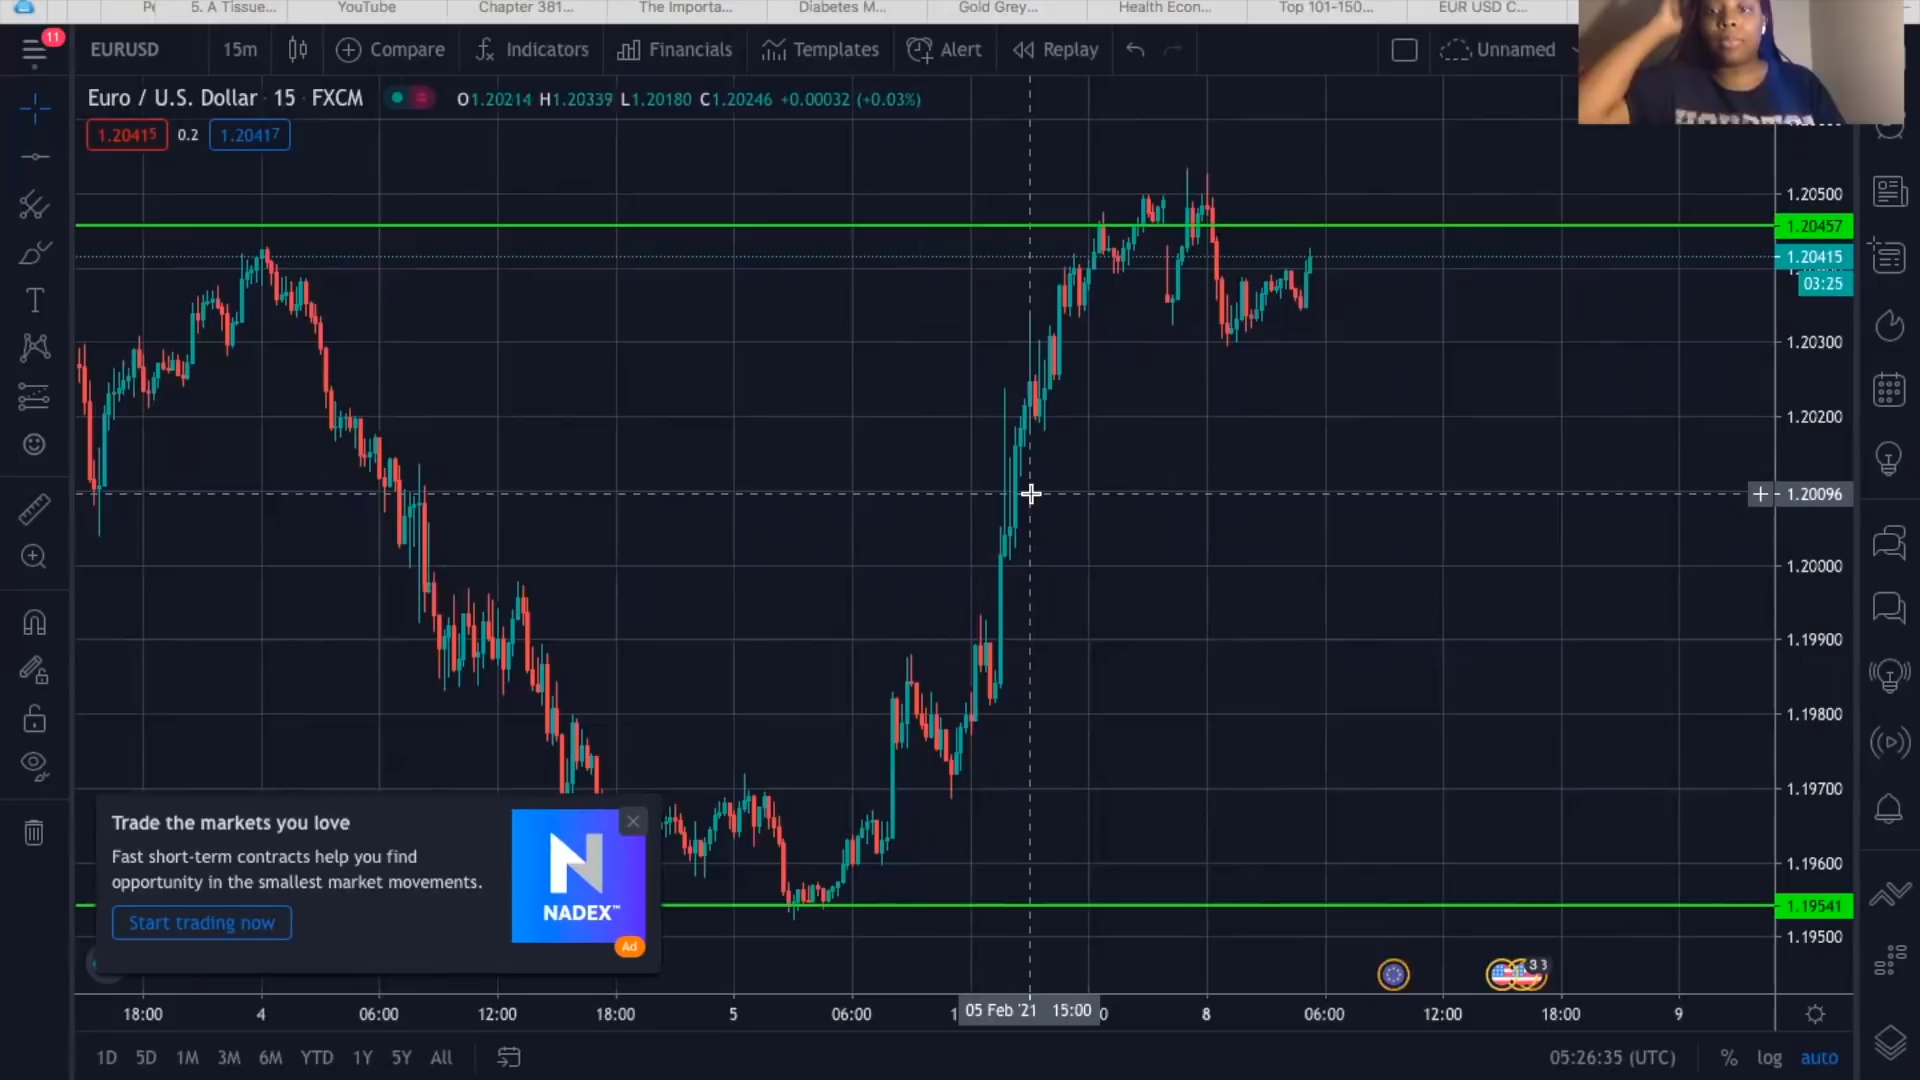 5. A Tissue...
YouTube
Chapter 381...
The Importa...
Diabetes M...
Gold Grey...
Health Econ...
Top 101-150...
EUR USD C...
11
EURUSD
15m
Compare
Indicators
Financials
Templates
Alert
Replay
Unnamed
Euro / U.S. Dollar · 15 · FXCM
O1.20214 H1.20339 L1.20180 C1.20246 +0.00032 (+0.03%)
1.20415 0.2 1.20417
1.20500
1.20457
1.20415
03:25
1.20300
1.20200
1.20096
1.20000
1.19900
1.19800
1.19700
1.19600
1.19541
1.19500
Trade the markets you love
Fast short-term contracts help you find
opportunity in the smallest market movements.
Start trading now
NADEX™
Ad
3 3
18:00 4 06:00 12:00 18:00 5 06:00 05 Feb '21 15:00 8 06:00 12:00 18:00 9
1D 5D 1M 3M 6M YTD 1Y 5Y All
05:26:35 (UTC) % log auto